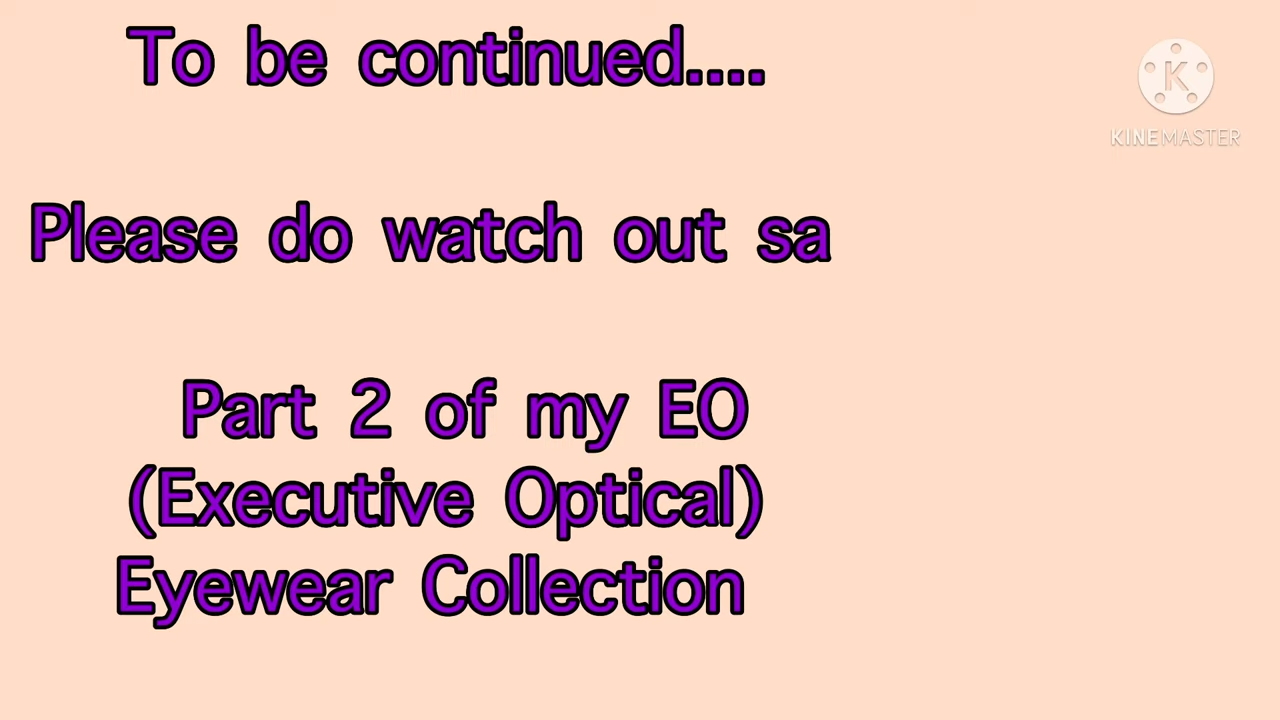 To be continued....
KINEMASTER
Please do watch out sa
Part 2 of my EO
(Executive Optical)
Eyewear Collection